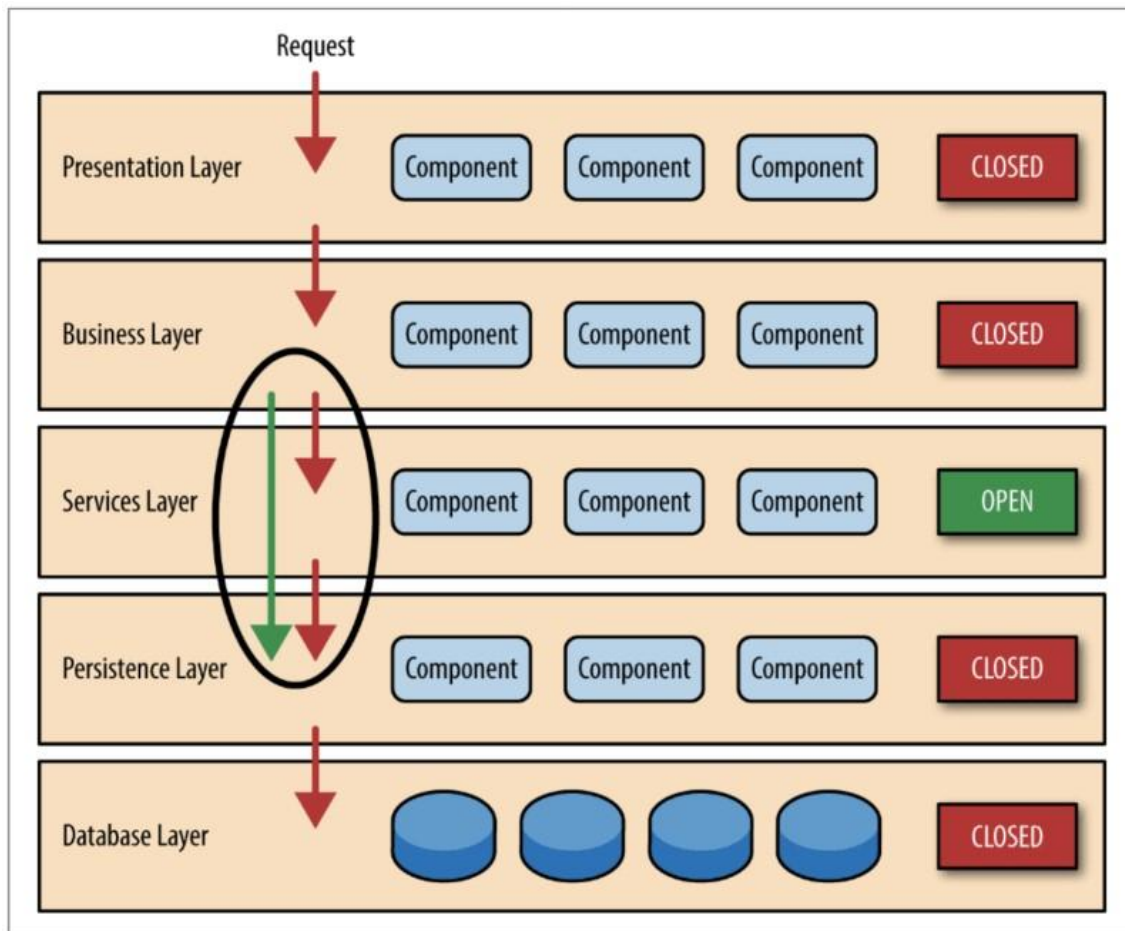 Request
Presentation Layer
Component
Component
Component
CLOSED
Business Layer
Component
Component
Component
CLOSED
Services Layer
Component
Component
Component
OPEN
Persistence Layer
Component
Component
Component
CLOSED
Database Layer
CLOSED